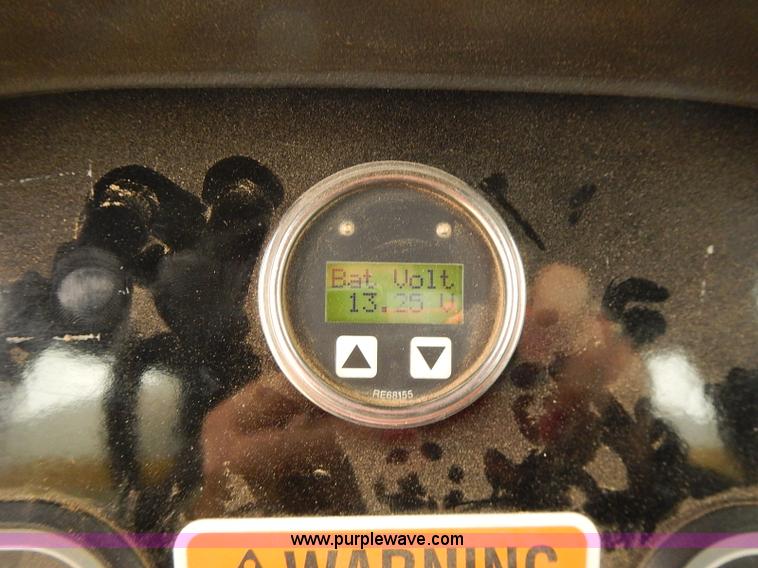 Bat Volt
13.25 V
RE68155
www.purplewave.com
WARNING